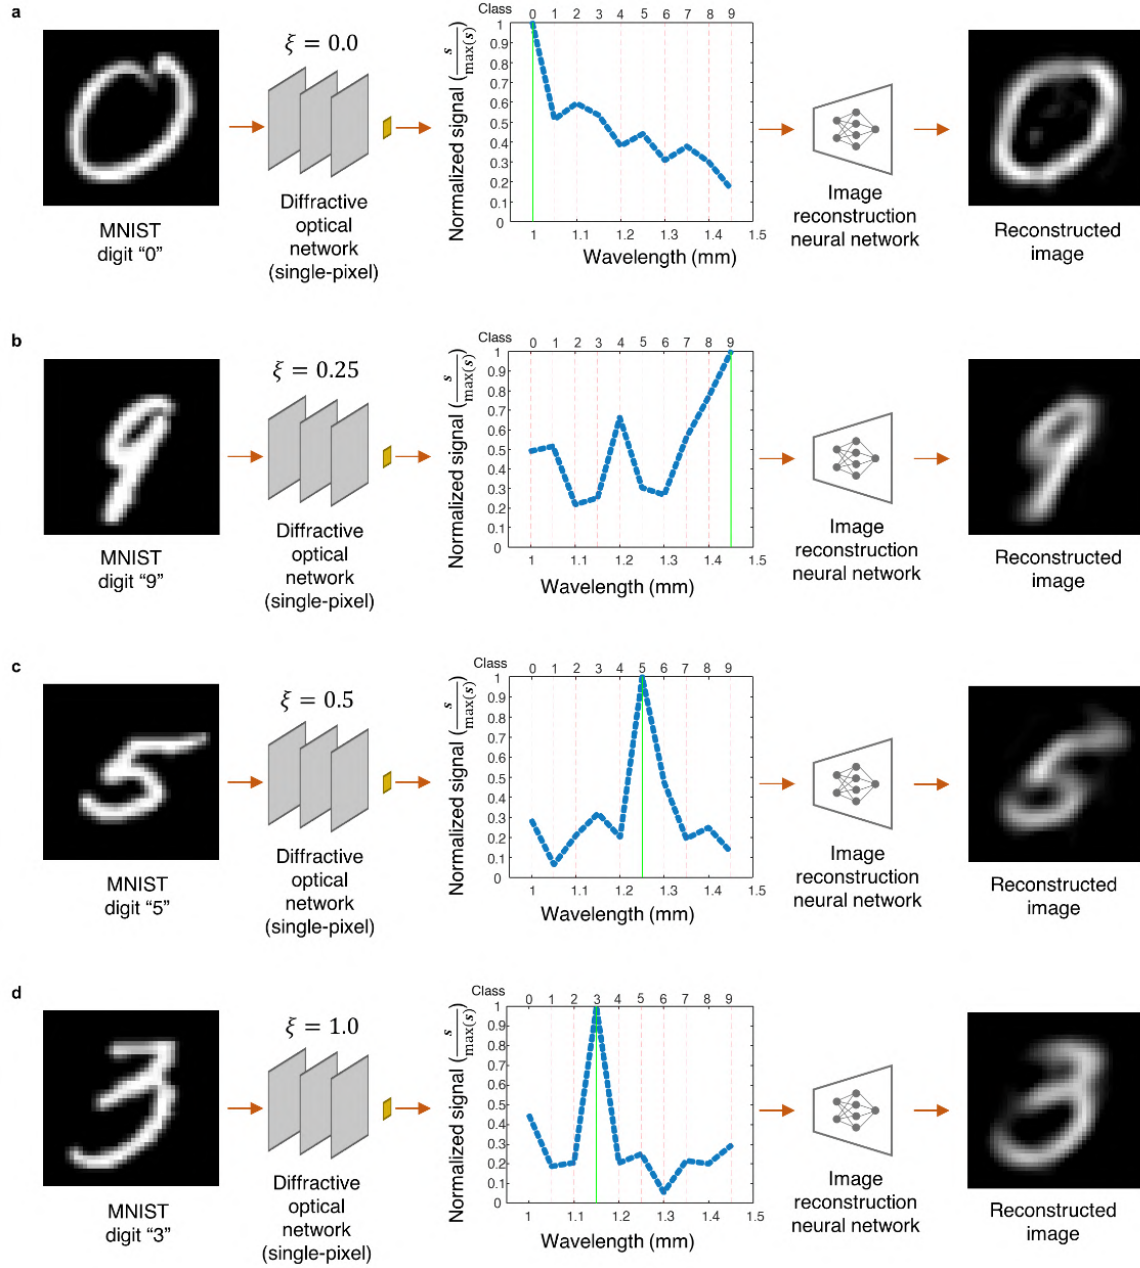 a
ξ = 0.0
Class 0 1 2 3 4 5 6 7 8 9
Normalized signal (s/max(s))
1
0.9
0.8
0.7
0.6
0.5
0.4
0.3
0.2
0.1
0
1 1.1 1.2 1.3 1.4 1.5
Wavelength (mm)
MNIST
digit “0”
Diffractive
optical
network
(single-pixel)
Image
reconstruction
neural network
Reconstructed
image
b
ξ = 0.25
Class
0 1 2 3 4 5 6 7 8 9
Normalized signal (s/max(s))
1
0.9
0.8
0.7
0.6
0.5
0.4
0.3
0.2
0.1
0
1 1.1 1.2 1.3 1.4 1.5
Wavelength (mm)
MNIST
digit “9”
Diffractive
optical
network
(single-pixel)
Image
reconstruction
neural network
Reconstructed
image
c
ξ = 0.5
Class
0 1 2 3 4 5 6 7 8 9
Normalized signal (s/max(s))
1
0.9
0.8
0.7
0.6
0.5
0.4
0.3
0.2
0.1
0
1 1.1 1.2 1.3 1.4 1.5
Wavelength (mm)
MNIST
digit “5”
Diffractive
optical
network
(single-pixel)
Image
reconstruction
neural network
Reconstructed
image
d
ξ = 1.0
Class
0 1 2 3 4 5 6 7 8 9
Normalized signal (s/max(s))
1
0.9
0.8
0.7
0.6
0.5
0.4
0.3
0.2
0.1
0
1 1.1 1.2 1.3 1.4 1.5
Wavelength (mm)
MNIST
digit “3”
Diffractive
optical
network
(single-pixel)
Image
reconstruction
neural network
Reconstructed
image